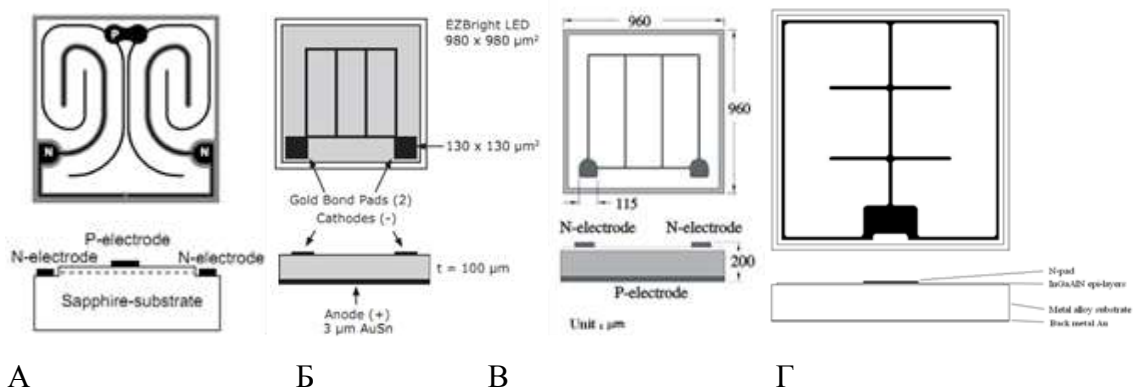 P
N
N
P-electrode
N-electrode
N-electrode
Sapphire-substrate
EZBright LED
980 x 980 µm²
130 x 130 µm²
Gold Bond Pads (2)
Cathodes (-)
t = 100 µm
Anode (+)
3 µm AuSn
960
960
115
N-electrode N-electrode
200
P-electrode
Unit : µm
N-pad
InGaAlN epi-layers
Metal alloy substrate
Back metal Au
А Б В Г